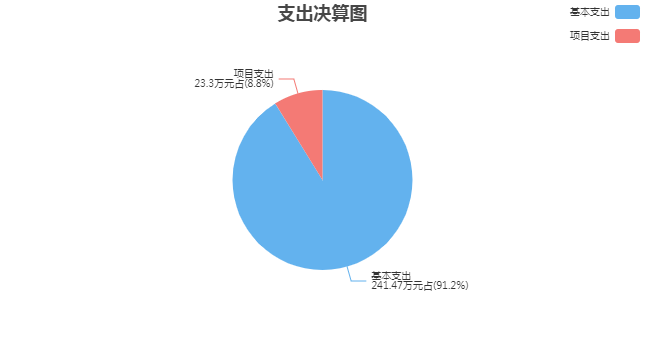 支出决算图
基本支出
项目支出
项目支出
23.3万元占(8.8%)
基本支出
241.47万元占(91.2%)